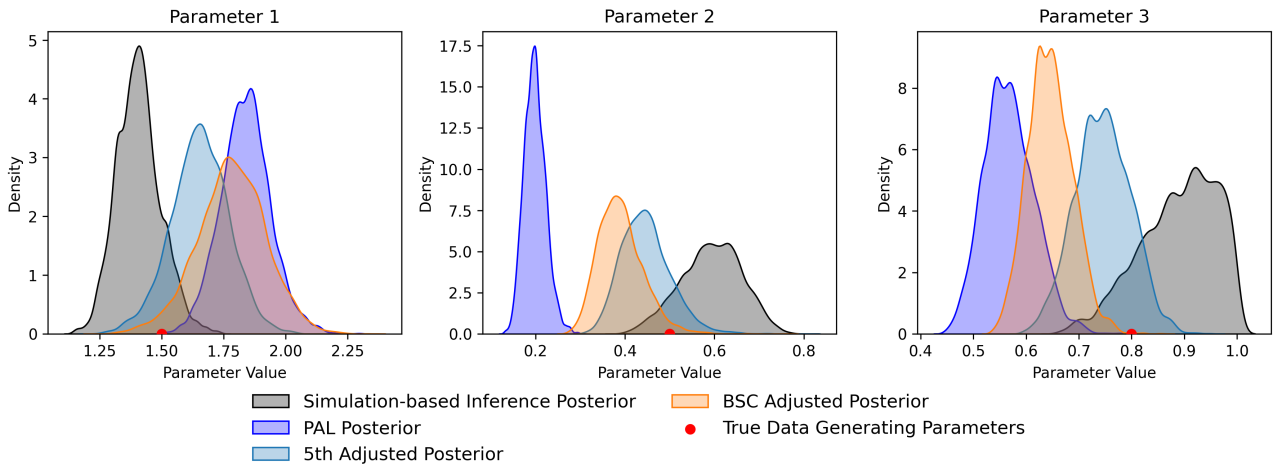 Parameter 1
Parameter 2
Parameter 3
Density
5
4
3
2
1
0
1.25
1.50
1.75
2.00
2.25
Parameter Value
Density
17.5
15.0
12.5
10.0
7.5
5.0
2.5
0.0
0.2
0.4
0.6
0.8
Parameter Value
Density
8
6
4
2
0
0.4
0.5
0.6
0.7
0.8
0.9
1.0
Parameter Value
Simulation-based Inference Posterior
PAL Posterior
5th Adjusted Posterior
BSC Adjusted Posterior
True Data Generating Parameters